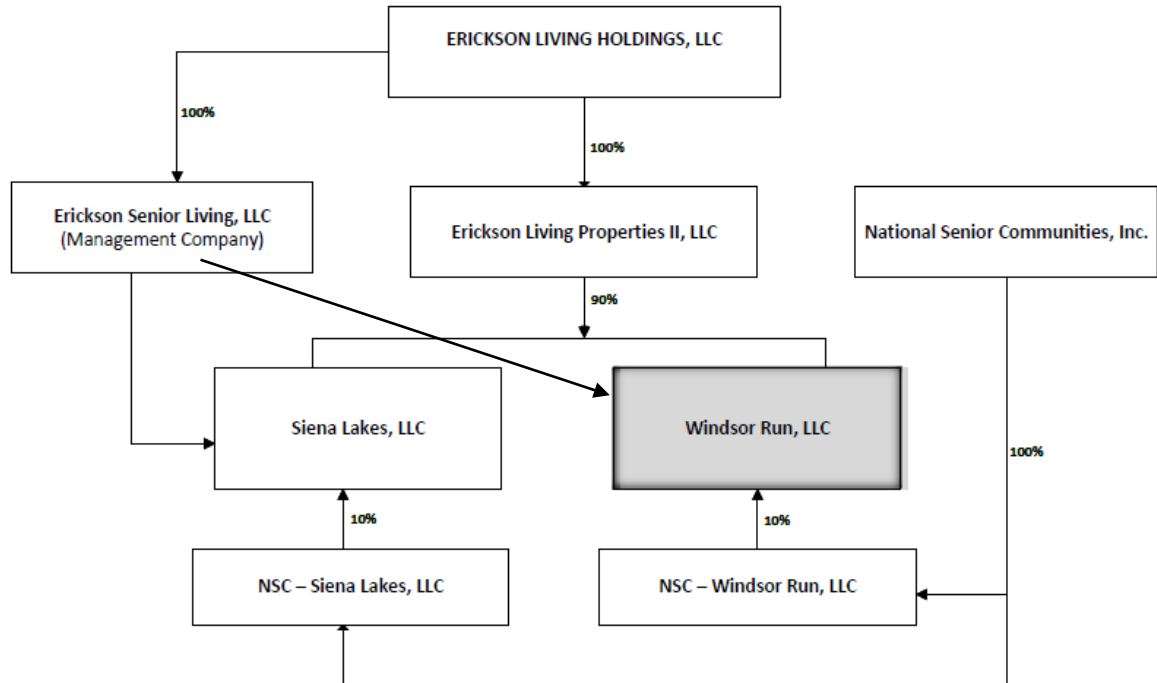 ERICKSON LIVING HOLDINGS, LLC
100%
100%
Erickson Senior Living, LLC
(Management Company)
Erickson Living Properties II, LLC
National Senior Communities, Inc.
90%
Siena Lakes, LLC
Windsor Run, LLC
100%
10%
10%
NSC – Siena Lakes, LLC
NSC – Windsor Run, LLC